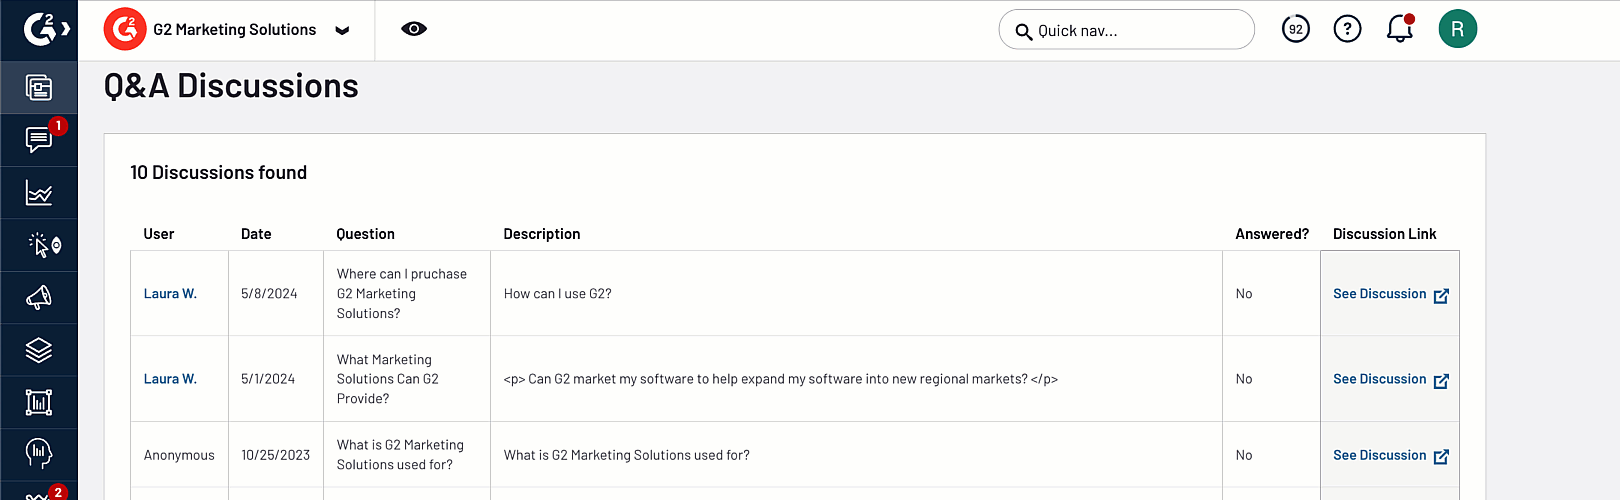 G2 Marketing Solutions
Quick nav...
92
?
R
Q&A Discussions
1
10 Discussions found
User Date Question Description Answered? Discussion Link
Laura W. 5/8/2024 Where can I pruchase
G2 Marketing
Solutions?
How can I use G2? No See Discussion
Laura W. 5/1/2024 What Marketing
Solutions Can G2
Provide?
<p> Can G2 market my software to help expand my software into new regional markets? </p> No See Discussion
Anonymous 10/25/2023 What is G2 Marketing
Solutions used for?
What is G2 Marketing Solutions used for? No See Discussion
2